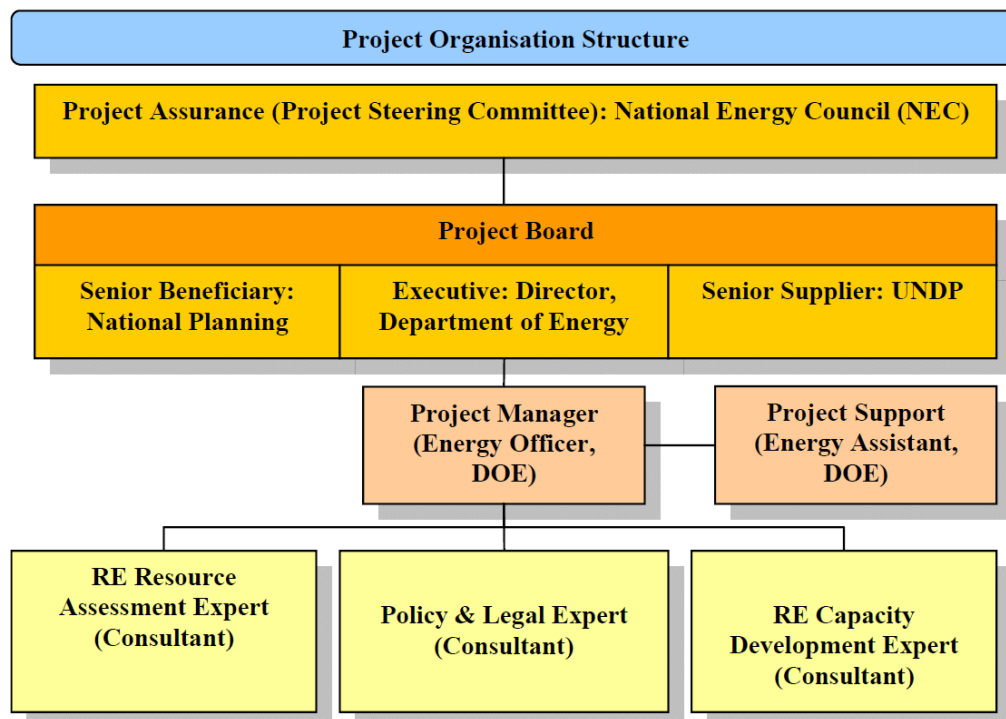 Project Organisation Structure
Project Assurance (Project Steering Committee): National Energy Council (NEC)
Project Board
Senior Beneficiary:
National Planning
Executive: Director,
Department of Energy
Senior Supplier: UNDP
Project Manager
(Energy Officer,
DOE)
Project Support
(Energy Assistant,
DOE)
RE Resource
Assessment Expert
(Consultant)
Policy & Legal Expert
(Consultant)
RE Capacity
Development Expert
(Consultant)